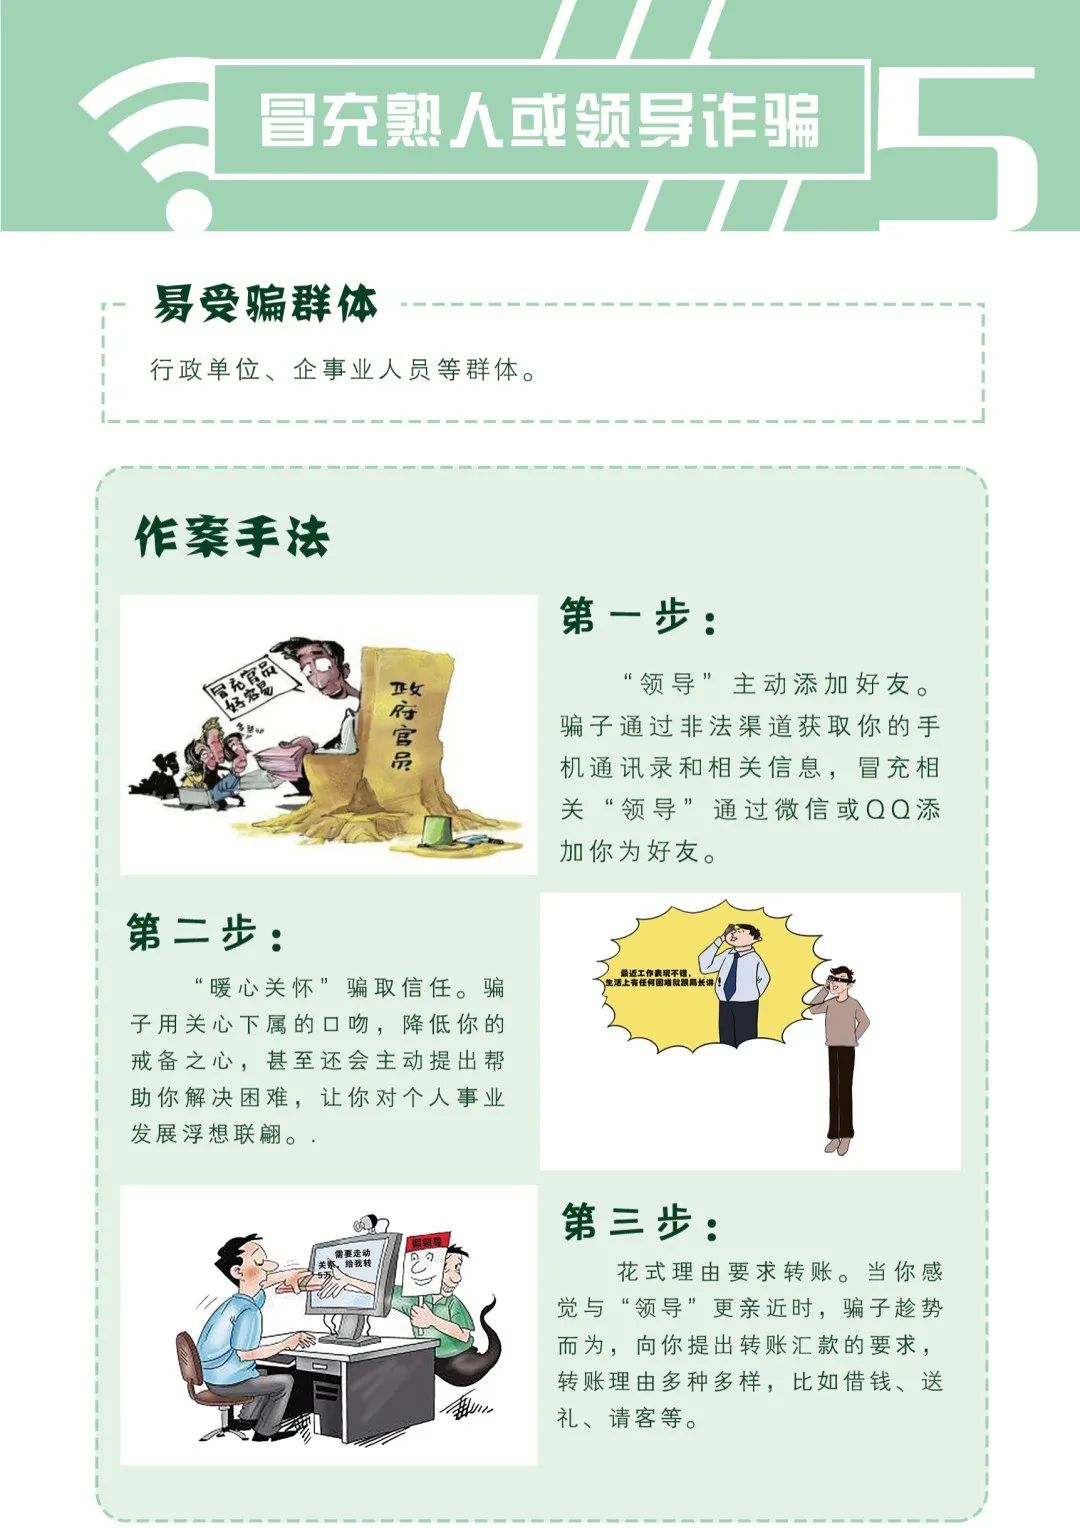 冒充熟人或领导诈骗
5
易受骗群体
行政单位、企事业人员等群体。
作案手法
冒充官员
好容易
政府官员
第一步：
“领导”主动添加好友。
骗子通过非法渠道获取你的手
机通讯录和相关信息，冒充相
关“领导”通过微信或QQ添
加你为好友。
第二步：
“暖心关怀”骗取信任。骗
子用关心下属的口吻，降低你的
戒备之心，甚至还会主动提出帮
助你解决困难，让你对个人事业
发展浮想联翩。.
最近工作表现不错，
生活上有任何困难就跟局长讲！
需要走动
关系，给我转
5万
假领导
第三步：
花式理由要求转账。当你感
觉与“领导”更亲近时，骗子趁势
而为，向你提出转账汇款的要求，
转账理由多种多样，比如借钱、送
礼、请客等。